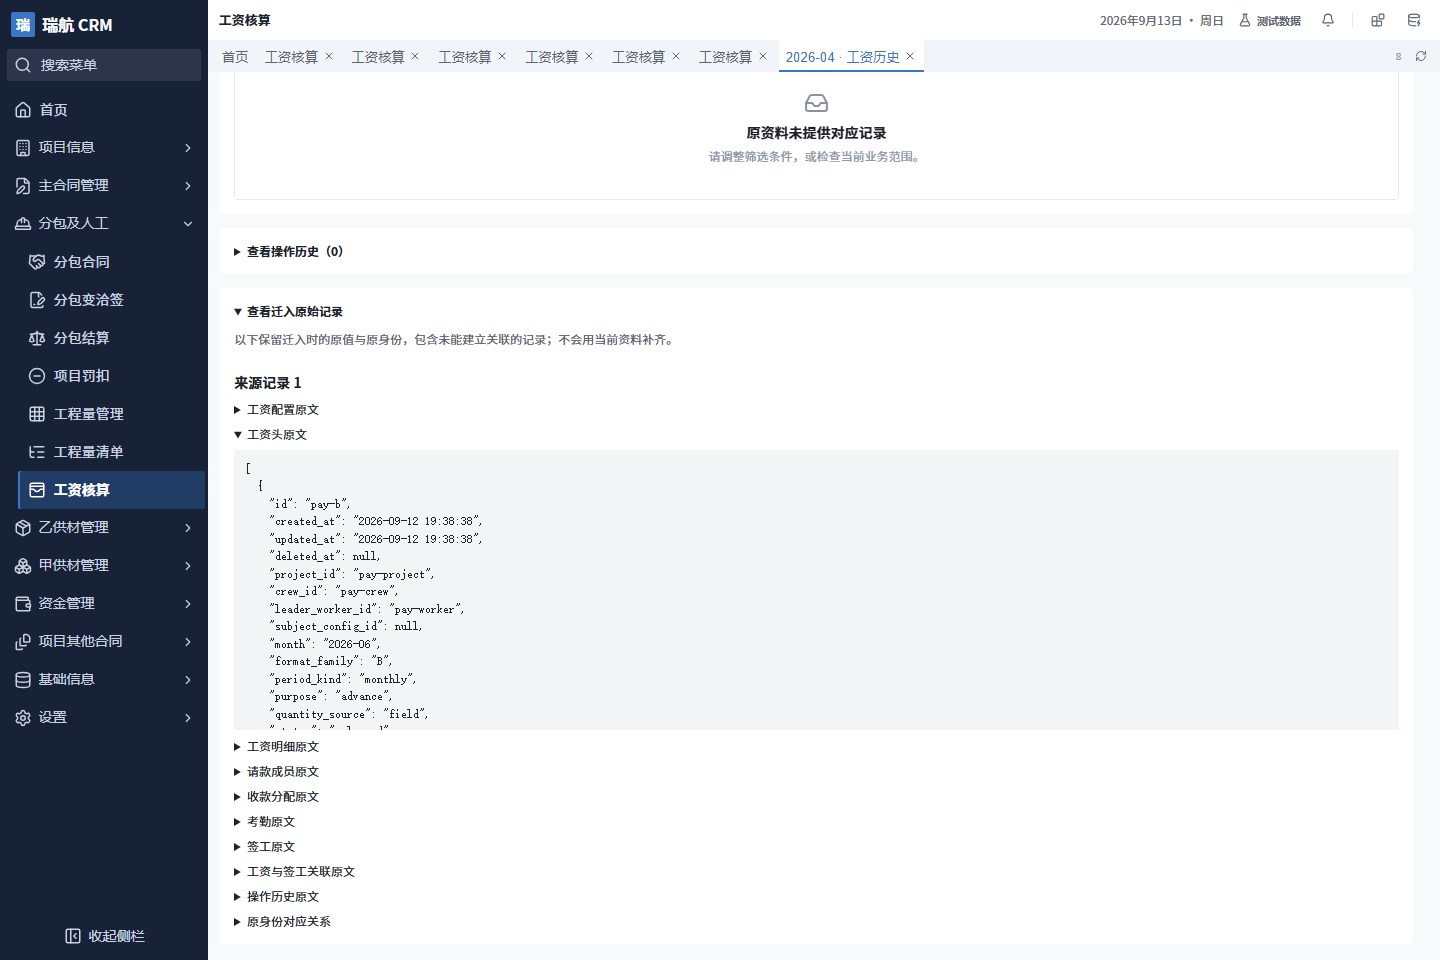 瑞 瑞航 CRM
搜索菜单
首页
项目信息
主合同管理
分包及人工
分包合同
分包变洽签
分包结算
项目罚扣
工程量管理
工程量清单
工资核算
乙供材管理
甲供材管理
资金管理
项目其他合同
基础信息
设置
收起侧栏
工资核算
2026年9月13日 • 周日 测试数据
首页 工资核算 × 工资核算 × 工资核算 × 工资核算 × 工资核算 × 工资核算 × 2026-04 · 工资历史 × 8
原资料未提供对应记录
请调整筛选条件，或检查当前业务范围。
查看操作历史（0）
查看迁入原始记录
以下保留迁入时的原值与原身份，包含未能建立关联的记录；不会用当前资料补齐。
来源记录 1
工资配置原文
工资头原文
[
{
"id": "pay-b",
"created_at": "2026-09-12 19:38:38",
"updated_at": "2026-09-12 19:38:38",
"deleted_at": null,
"project_id": "pay-project",
"crew_id": "pay-crew",
"leader_worker_id": "pay-worker",
"subject_config_id": null,
"month": "2026-06",
"format_family": "B",
"period_kind": "monthly",
"purpose": "advance",
"quantity_source": "field",
工资明细原文
请款成员原文
收款分配原文
考勤原文
签工原文
工资与签工关联原文
操作历史原文
原身份对应关系